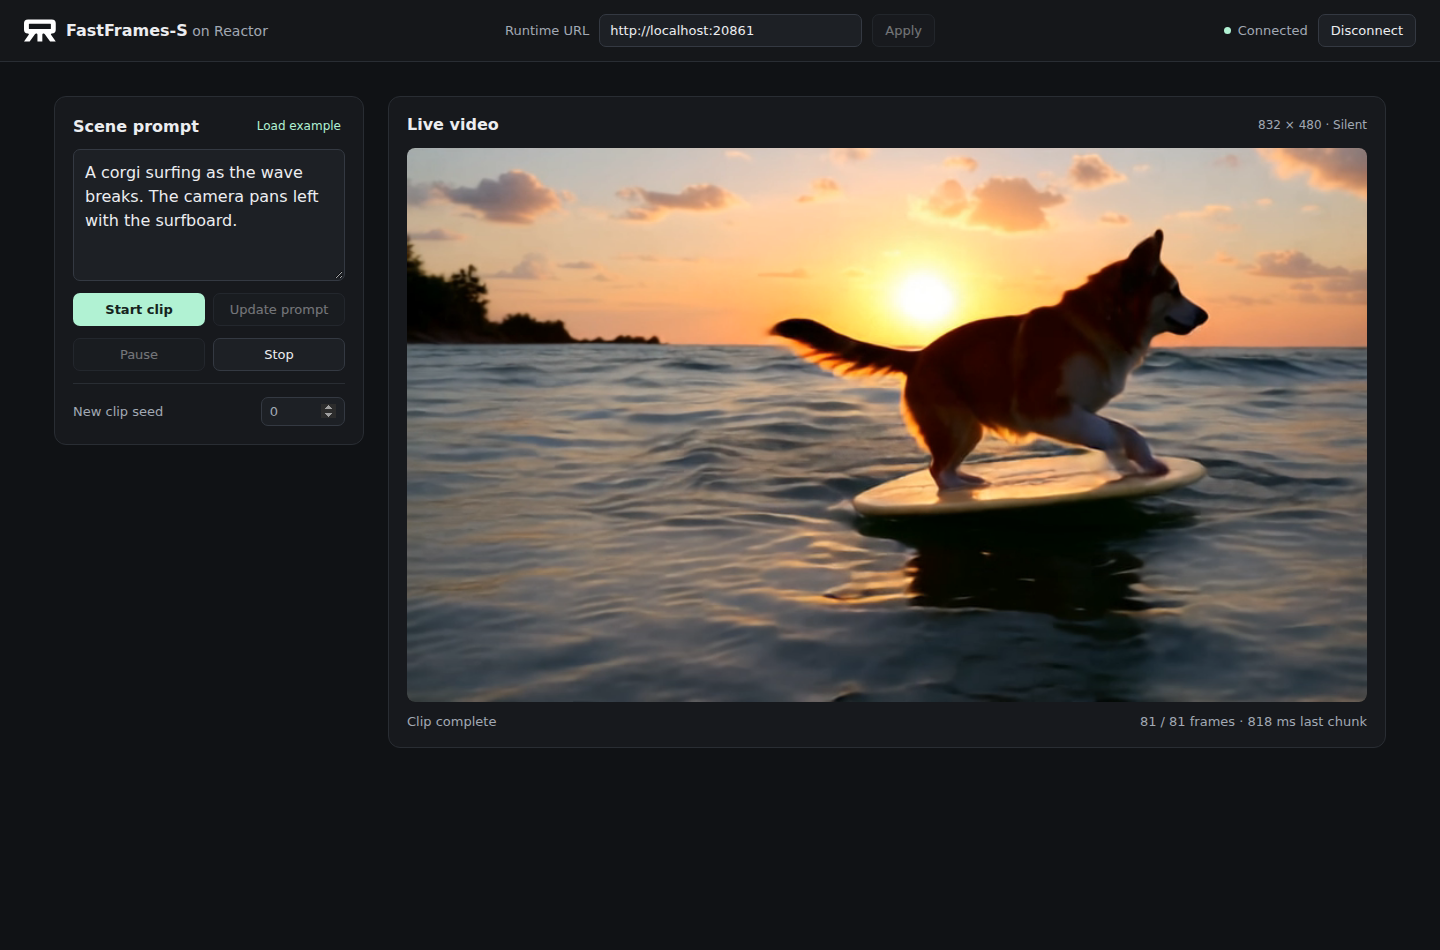 FastFrames-S on Reactor
Runtime URL
http://localhost:20861
Apply
Connected
Disconnect
Scene prompt
Load example
A corgi surfing as the wave
breaks. The camera pans left
with the surfboard.
Start clip
Update prompt
Pause
Stop
New clip seed
0
Live video
832 × 480 · Silent
Clip complete
81 / 81 frames · 818 ms last chunk